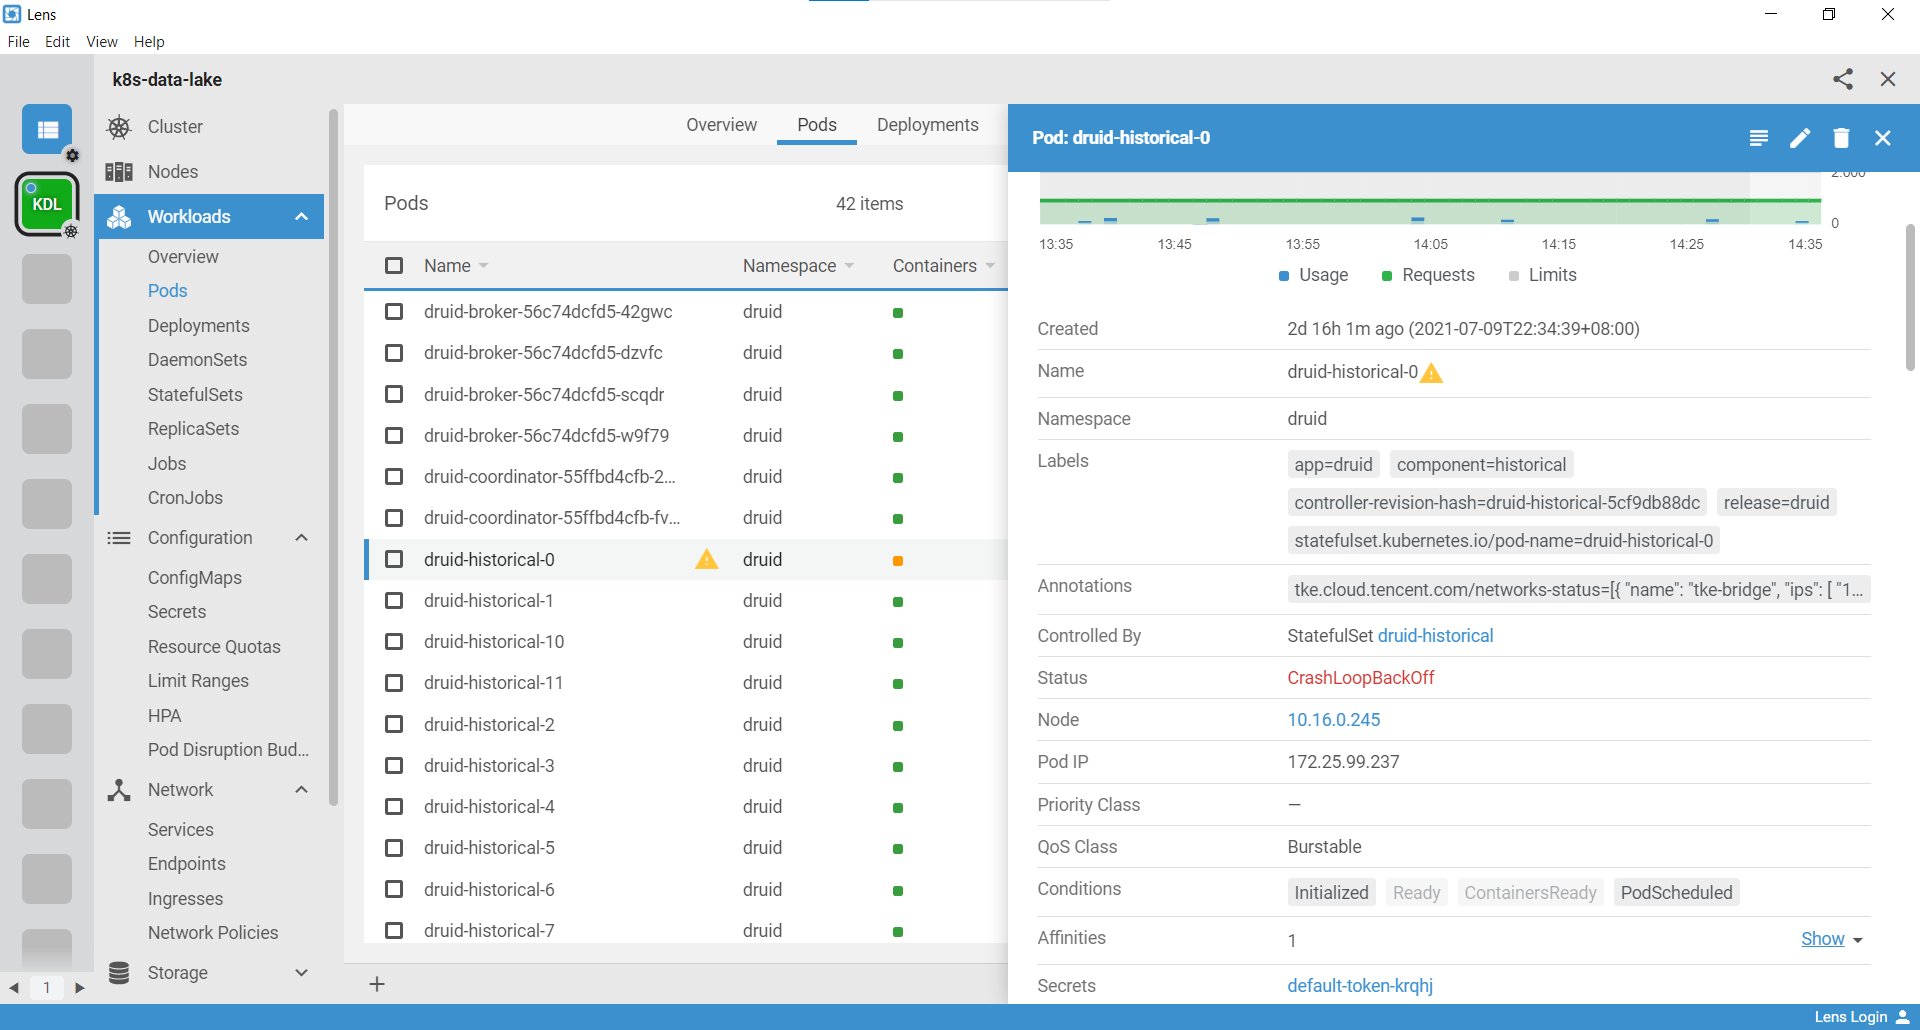 Lens
File Edit View Help
k8s-data-lake
KDL
1
Cluster
Nodes
Workloads
Overview
Pods
Deployments
DaemonSets
StatefulSets
ReplicaSets
Jobs
CronJobs
Configuration
ConfigMaps
Secrets
Resource Quotas
Limit Ranges
HPA
Pod Disruption Bud...
Network
Services
Endpoints
Ingresses
Network Policies
Storage
Overview Pods Deployments
Pods 42 items
Name Namespace Containers
druid-broker-56c74dcfd5-42gwc druid
druid-broker-56c74dcfd5-dzvfc druid
druid-broker-56c74dcfd5-scqdr druid
druid-broker-56c74dcfd5-w9f79 druid
druid-coordinator-55ffbd4cfb-2... druid
druid-coordinator-55ffbd4cfb-fv... druid
druid-historical-0 druid
druid-historical-1 druid
druid-historical-10 druid
druid-historical-11 druid
druid-historical-2 druid
druid-historical-3 druid
druid-historical-4 druid
druid-historical-5 druid
druid-historical-6 druid
druid-historical-7 druid
Pod: druid-historical-0
2.000
0
13:35 13:45 13:55 14:05 14:15 14:25 14:35
Usage Requests Limits
Created 2d 16h 1m ago (2021-07-09T22:34:39+08:00)
Name druid-historical-0
Namespace druid
Labels app=druid component=historical
controller-revision-hash=druid-historical-5cf9db88dc release=druid
statefulset.kubernetes.io/pod-name=druid-historical-0
Annotations tke.cloud.tencent.com/networks-status=[{ "name": "tke-bridge", "ips": [ "1...
Controlled By StatefulSet druid-historical
Status CrashLoopBackOff
Node 10.16.0.245
Pod IP 172.25.99.237
Priority Class —
QoS Class Burstable
Conditions Initialized Ready ContainersReady PodScheduled
Affinities 1 Show
Secrets default-token-krqhj
Lens Login